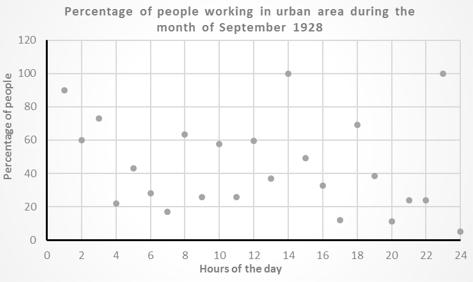 Percentage of people working in urban area during the
month of September 1928
120
100
80
60
40
20
0
Percentage of people
0 2 4 6 8 10 12 14 16 18 20 22 24
Hours of the day